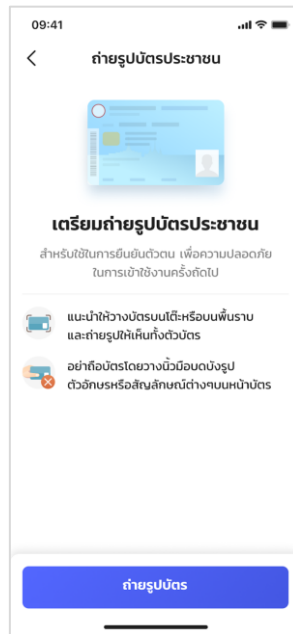 09:41
ถ่ายรูปบัตรประชาชน
เตรียมถ่ายรูปบัตรประชาชน
สำหรับใช้ในการยืนยันตัวตน เพื่อความปลอดภัย
ในการเข้าใช้งานครั้งถัดไป
แนะนำให้วางบัตรบนโต๊ะหรือบนพื้นราบ
และถ่ายรูปให้เห็นทั้งตัวบัตร
อย่าถือบัตรโดยวางนิ้วมือบดบังรูป
ตัวอักษรหรือสัญลักษณ์ต่างๆบนหน้าบัตร
ถ่ายรูปบัตร